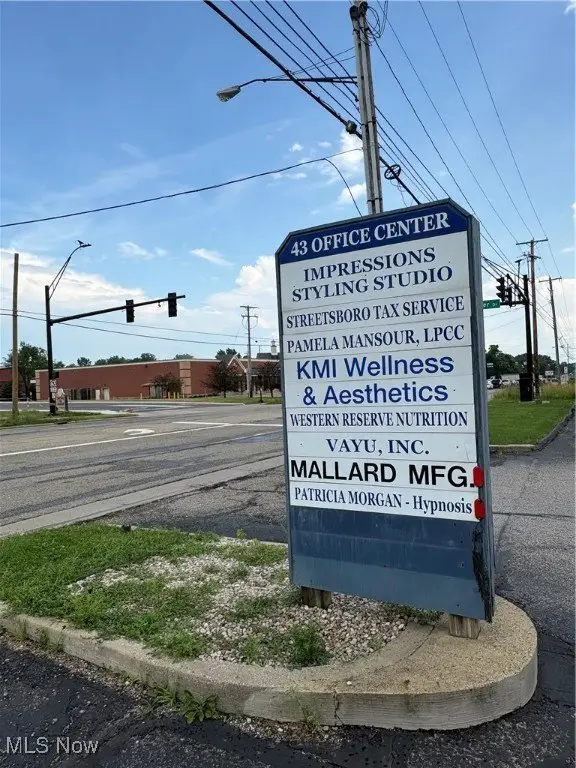 43 OFFICE CENTER
IMPRESSIONS
STYLING STUDIO
STREETSBORO TAX SERVICE
PAMELA MANSOUR, LPCC
KMI Wellness
& Aesthetics
WESTERN RESERVE NUTRITION
VAYU, INC.
MALLARD MFG.
PATRICIA MORGAN - Hypnosis
MLS Now